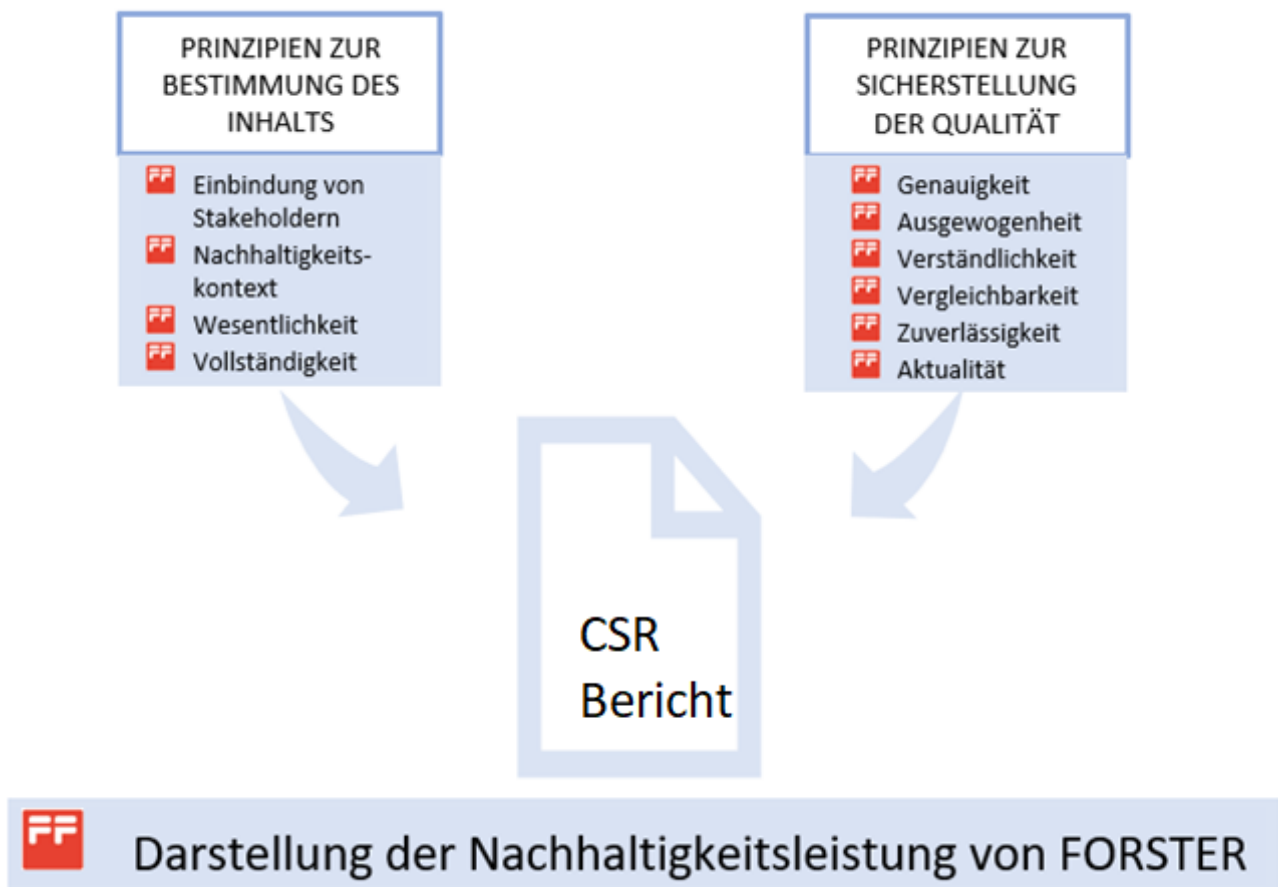 PRINZIPIEN ZUR
BESTIMMUNG DES
INHALTS
Einbindung von
Stakeholdern
Nachhaltigkeits-
kontext
Wesentlichkeit
Vollständigkeit
PRINZIPIEN ZUR
SICHERSTELLUNG
DER QUALITÄT
Genauigkeit
Ausgewogenheit
Verständlichkeit
Vergleichbarkeit
Zuverlässigkeit
Aktualität
CSR
Bericht
FF Darstellung der Nachhaltigkeitsleistung von FORSTER